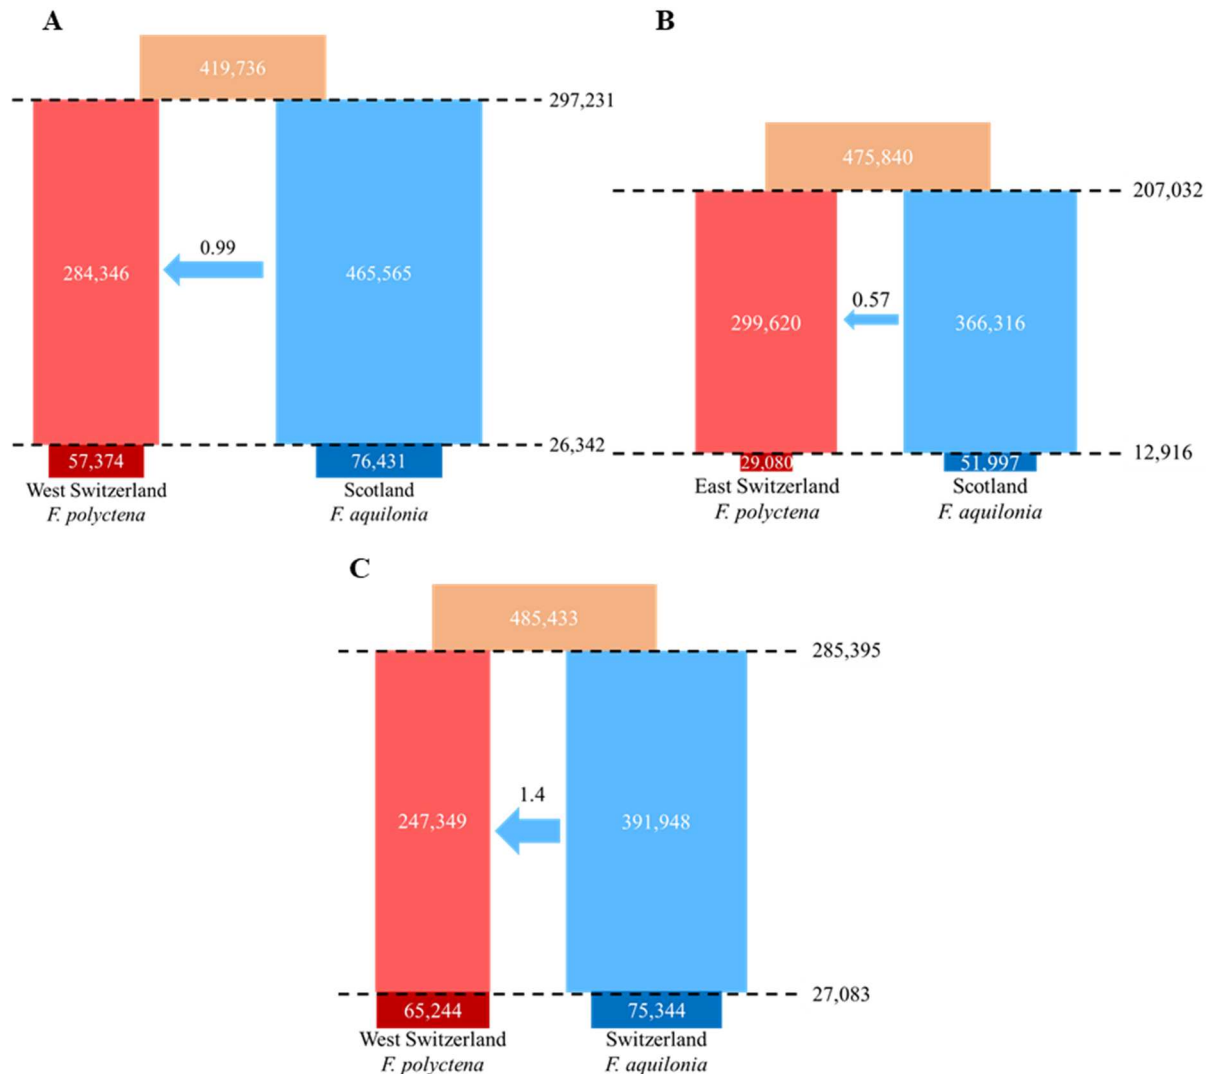 A
419,736
297,231
0.99
284,346
465,565
26,342
57,374
76,431
West Switzerland
F. polyctena
Scotland
F. aquilonia
B
475,840
207,032
0.57
299,620
366,316
12,916
29,080
51,997
East Switzerland
F. polyctena
Scotland
F. aquilonia
C
485,433
285,395
1.4
247,349
391,948
27,083
65,244
75,344
West Switzerland
F. polyctena
Switzerland
F. aquilonia